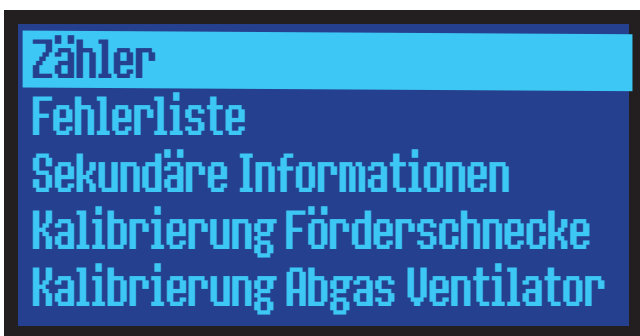 Zähler
Fehlerliste
Sekundäre Informationen
Kalibrierung Förderschnecke
Kalibrierung Abgas Ventilator